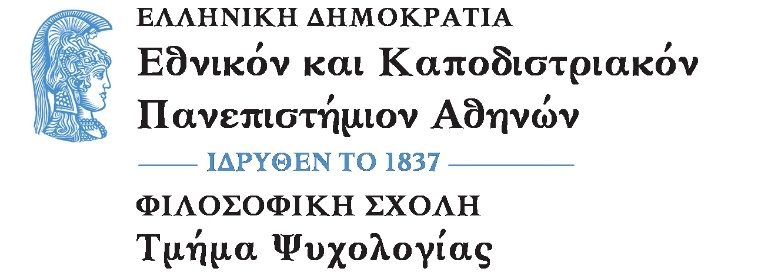 ΕΛΛΗΝΙΚΗ ΔΗΜΟΚΡΑΤΙΑ
Εθνικόν και Καποδιστριακόν
Πανεπιστήμιον Αθηνών
ΙΔΡΥΘΕΝ ΤΟ 1837
ΦΙΛΟΣΟΦΙΚΗ ΣΧΟΛΗ
Τμήμα Ψυχολογίας